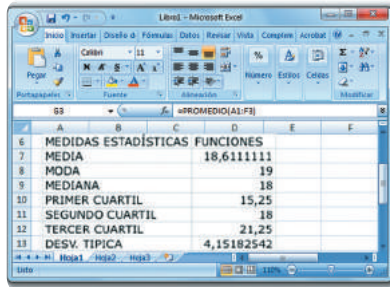 Libro1 - Microsoft Excel
Inicio Insertar Diseño d Fórmulas Datos Revisar Vista Complem Acrobat
Calibri 11
Pegar
N K S
Número Estilos Celdas
Portapapeles Fuente Alineación Modificar
G3 fx =PROMEDIO(A1:F3)
A B C D E F
6 MEDIDAS ESTADÍSTICAS FUNCIONES
7 MEDIA 18,6111111
8 MODA 19
9 MEDIANA 18
10 PRIMER CUARTIL 15,25
11 SEGUNDO CUARTIL 18
12 TERCER CUARTIL 21,25
13 DESV. TIPICA 4,15182542
Hoja1 Hoja2 Hoja3
Listo 110%